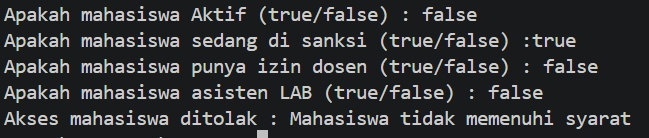 Apakah mahasiswa Aktif (true/false) : false
Apakah mahasiswa sedang di sanksi (true/false) :true
Apakah mahasiswa punya izin dosen (true/false) : false
Apakah mahasiswa asisten LAB (true/false) : false
Akses mahasiswa ditolak : Mahasiswa tidak memenuhi syarat